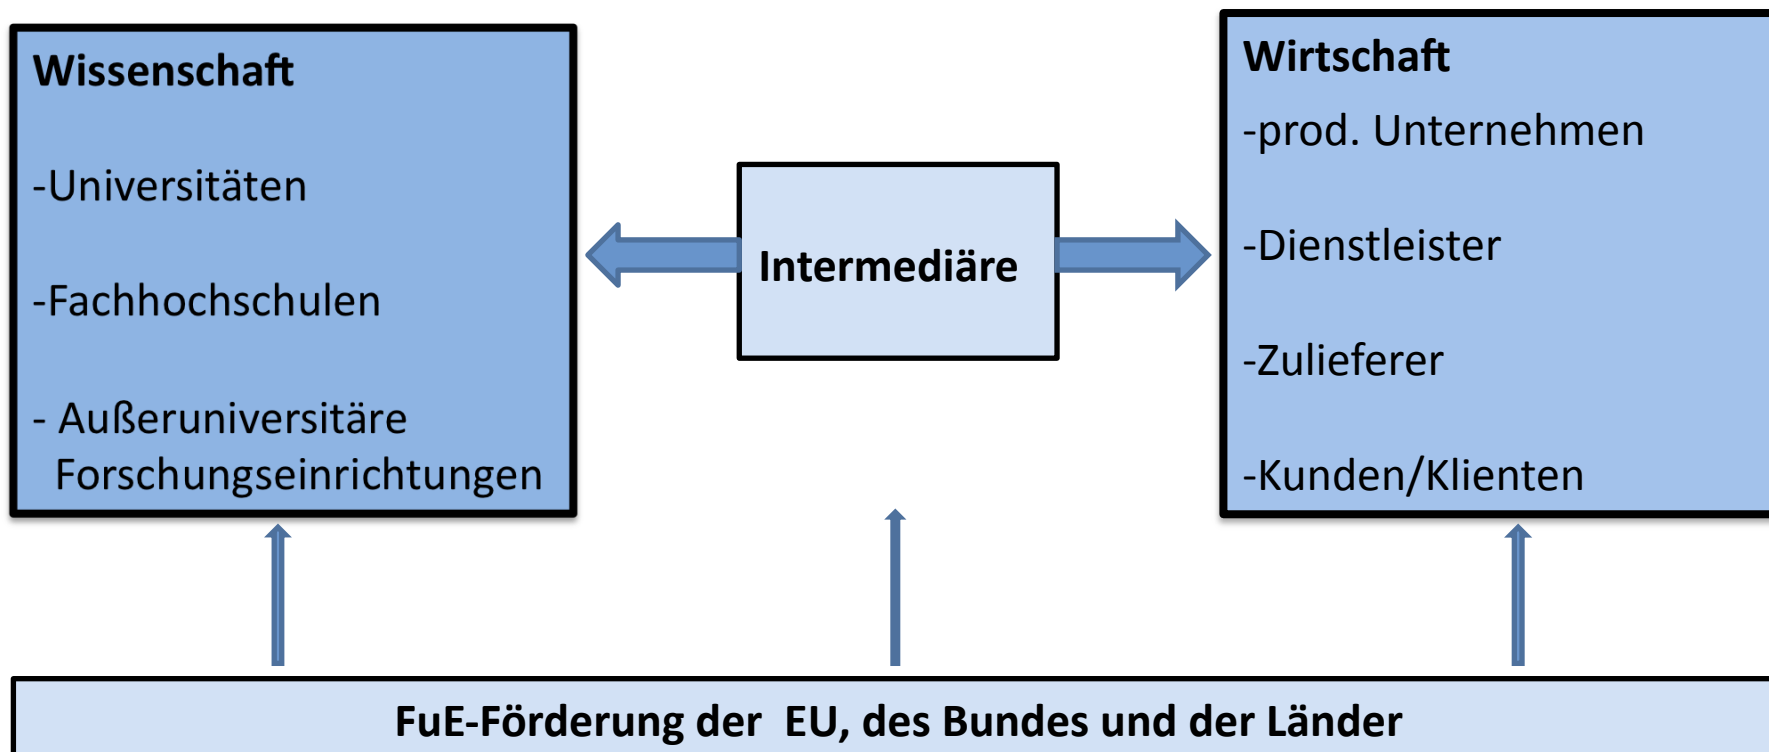 Wissenschaft
-Universitäten
-Fachhochschulen
- Außeruniversitäre
Forschungseinrichtungen
Intermediäre
Wirtschaft
-prod. Unternehmen
-Dienstleister
-Zulieferer
-Kunden/Klienten
FuE-Förderung der  EU, des Bundes und der Länder